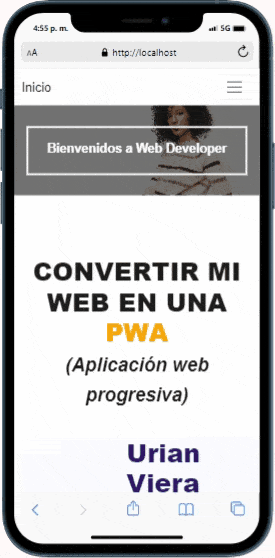 4:55 p. m. 5G
AA http://localhost
Inicio
Bienvenidos a Web Developer
CONVERTIR MI
WEB EN UNA
PWA
(Aplicación web
progresiva)
Urian
Viera